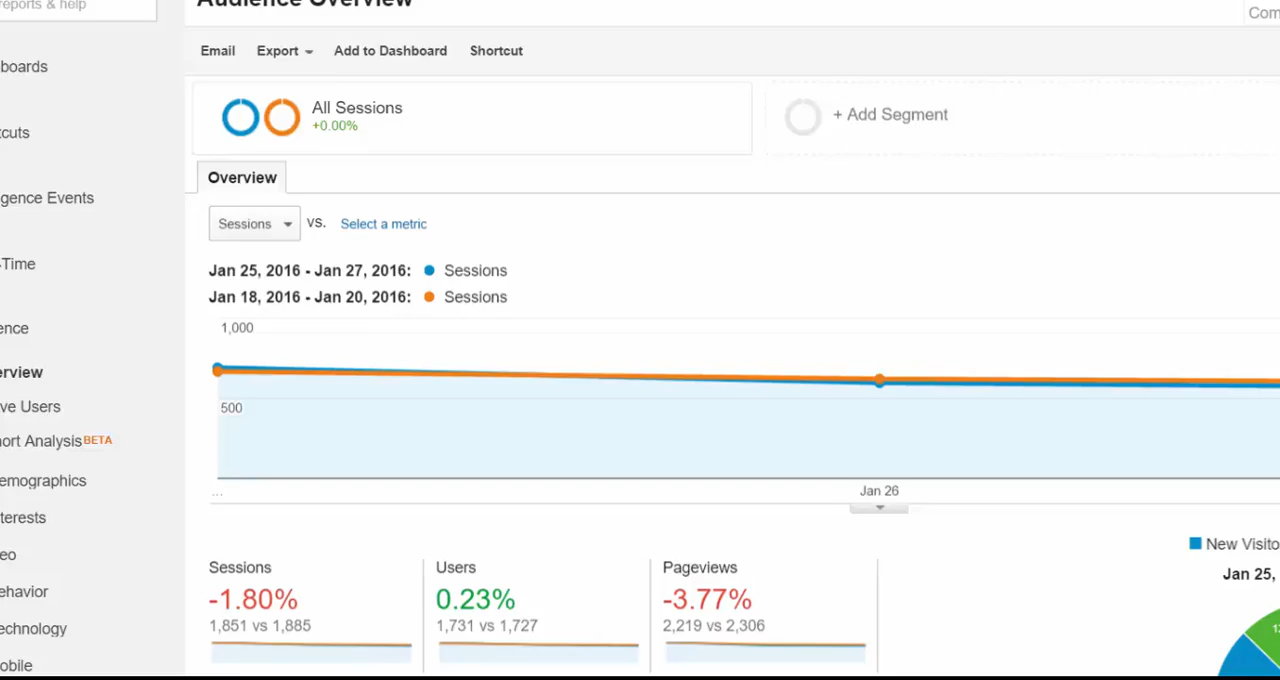 reports & help
Audience Overview
Com
Email Export Add to Dashboard Shortcut
boards
All Sessions
+0.00%
+ Add Segment
cuts
Overview
gence Events
Sessions VS. Select a metric
-Time
Jan 25, 2016 - Jan 27, 2016: Sessions
Jan 18, 2016 - Jan 20, 2016: Sessions
1,000
ence
erview
ve Users
500
ort Analysis BETA
emographics
... Jan 26
terests
New Visito
eo
Jan 25,
Sessions Users Pageviews
ehavior
-1.80% 0.23% -3.77%
1,851 vs 1,885 1,731 vs 1,727 2,219 vs 2,306
echnology
obile